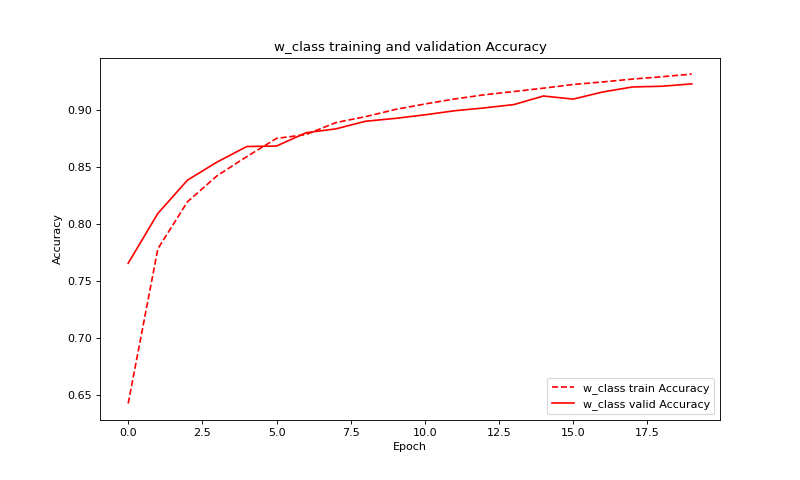 w_class training and validation Accuracy
0.90
0.85
0.80
0.75
0.70
0.65
Accuracy
w_class train Accuracy
w_class valid Accuracy
0.0 2.5 5.0 7.5 10.0 12.5 15.0 17.5
Epoch